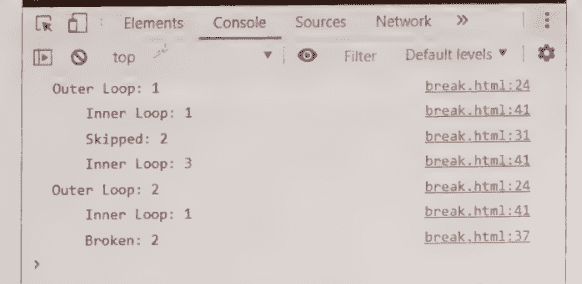 Elements Console Sources Network »
top Filter Default levels ▼
Outer Loop: 1 break.html:24
Inner Loop: 1 break.html:41
Skipped: 2 break.html:31
Inner Loop: 3 break.html:41
Outer Loop: 2 break.html:24
Inner Loop: 1 break.html:41
Broken: 2 break.html:37
>